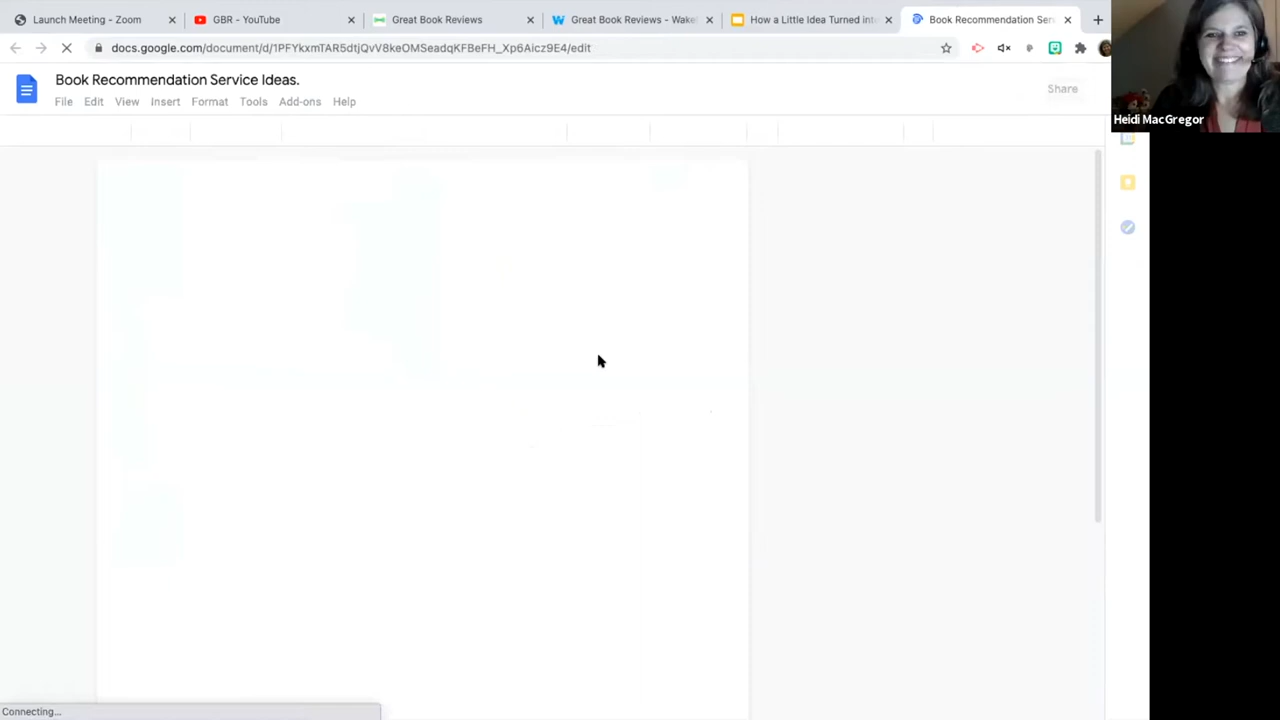 Launch Meeting - Zoom
GBR - YouTube
Great Book Reviews
Great Book Reviews - Wake
How a Little Idea Turned int
Book Recommendation Serv
docs.google.com/document/d/1PFYkxmTAR5dtjQvV8keOMSeadqKFBeFH_Xp6Aicz9E4/edit
Book Recommendation Service Ideas.
File Edit View Insert Format Tools Add-ons Help
Share
Heidi MacGregor
Connecting...